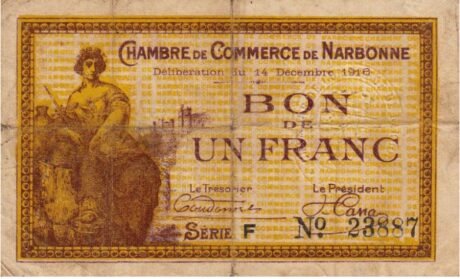 CHAMBRE DE COMMERCE DE NARBONNE
Délibération du 14 Décembre 1916
BON
DE
UN FRANC
Le Trésorier Le Président
SÉRIE F No 23887